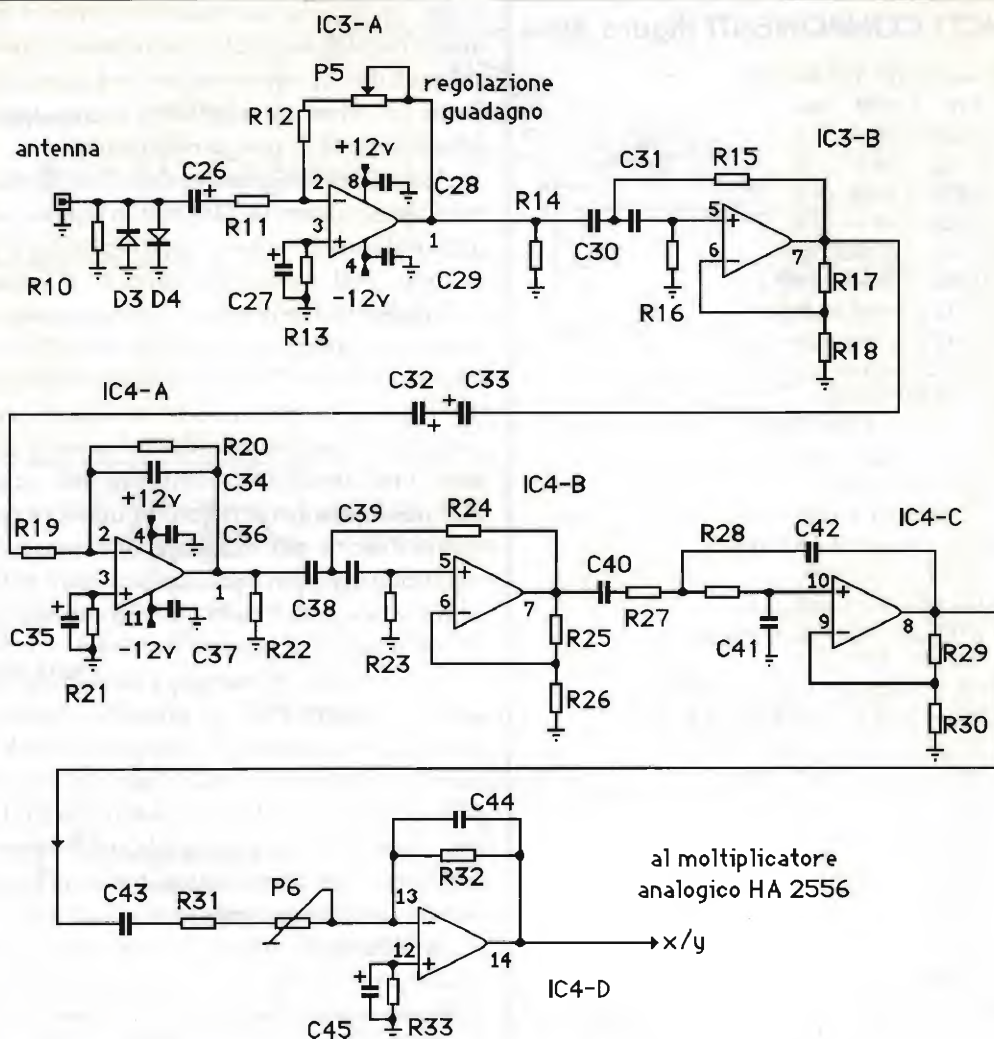 IC3-A
P5
regolazione
guadagno
R12
antenna
+12v
IC3-B
C26
C31
R15
2
8
C28
R14
5
+
-
R11
3
1
6
7
C30
R17
4
C29
R10
D3 D4
C27
-12v
R16
R13
R18
IC4-A
C32
C33
R20
C34
IC4-B
+12v
R24
C39
C42
IC4-C
R19
2
4
C36
R28
3
1
5
C40
10
C38
6
7
9
8
C35
11
R27
C41
-12v
C37
R22
R23
R25
R29
R21
R26
R30
C44
al moltiplicatore
analogico HA 2556
C43
R31
P6
R32
13
x/y
12
14
IC4-D
C45
R33